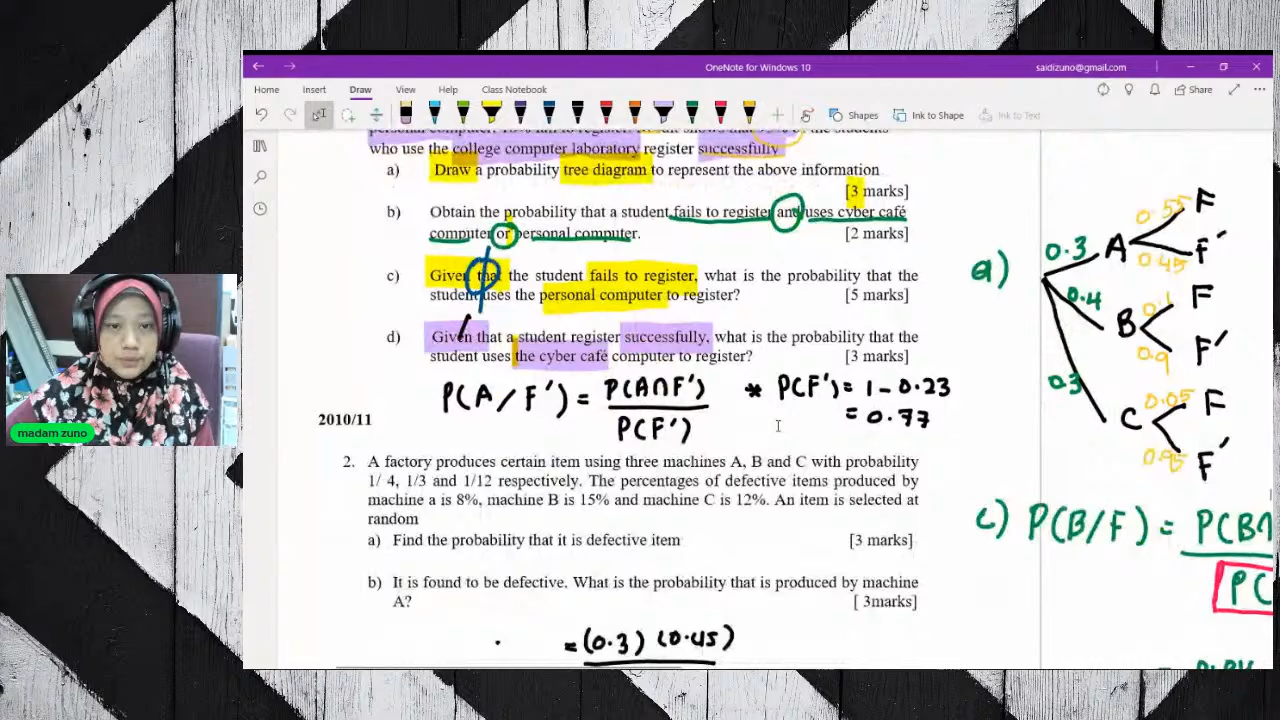 OneNote for Windows 10
saidizuno@gmail.com
Home Insert Draw View Help Class Notebook
Share
Shapes Ink to Shape Ink to Text
who use the college computer laboratory register successfully
a) Draw a probability tree diagram to represent the above information
[3 marks]
b) Obtain the probability that a student fails to register and uses cyber café
computer or personal computer. [2 marks]
c) Given that the student fails to register, what is the probability that the
student uses the personal computer to register? [5 marks]
d) Given that a student register successfully, what is the probability that the
student uses the cyber café computer to register? [3 marks]
P(A/F') = P(A∩F')
P(F')
* P(F') = 1 - 0.23
= 0.77
2010/11
2. A factory produces certain item using three machines A, B and C with probability
1/ 4, 1/3 and 1/12 respectively. The percentages of defective items produced by
machine a is 8%, machine B is 15% and machine C is 12%. An item is selected at
random
a) Find the probability that it is defective item [3 marks]
b) It is found to be defective. What is the probability that is produced by machine
A? [ 3marks]
= (0.3) (0.45)
a)
0.3 A 0.55 F
0.45 F'
0.4 B 0.1 F
0.9 F'
0.3 C 0.05 F
0.95 F'
c) P(B/F) = P(B∩
P(
madam zuno